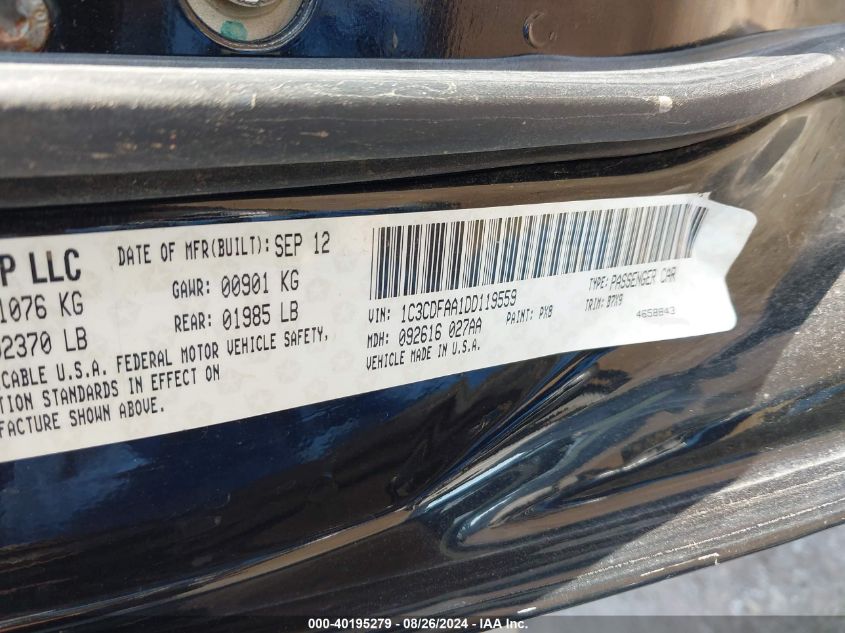 P LLC
DATE OF MFR(BUILT): SEP 12
1076 KG
GAWR: 00901 KG
2370 LB
REAR: 01985 LB
CABLE U.S.A. FEDERAL MOTOR VEHICLE SAFETY,
TION STANDARDS IN EFFECT ON
FACTURE SHOWN ABOVE.
VIN: 1C3CDFAA1DD119559
TYPE: PASSENGER CAR
MDH: 092616 027AA
PAINT: PX8
TRIM: B7X9
VEHICLE MADE IN U.S.A.
4658843
000-40195279 - 08/26/2024 - IAA Inc.